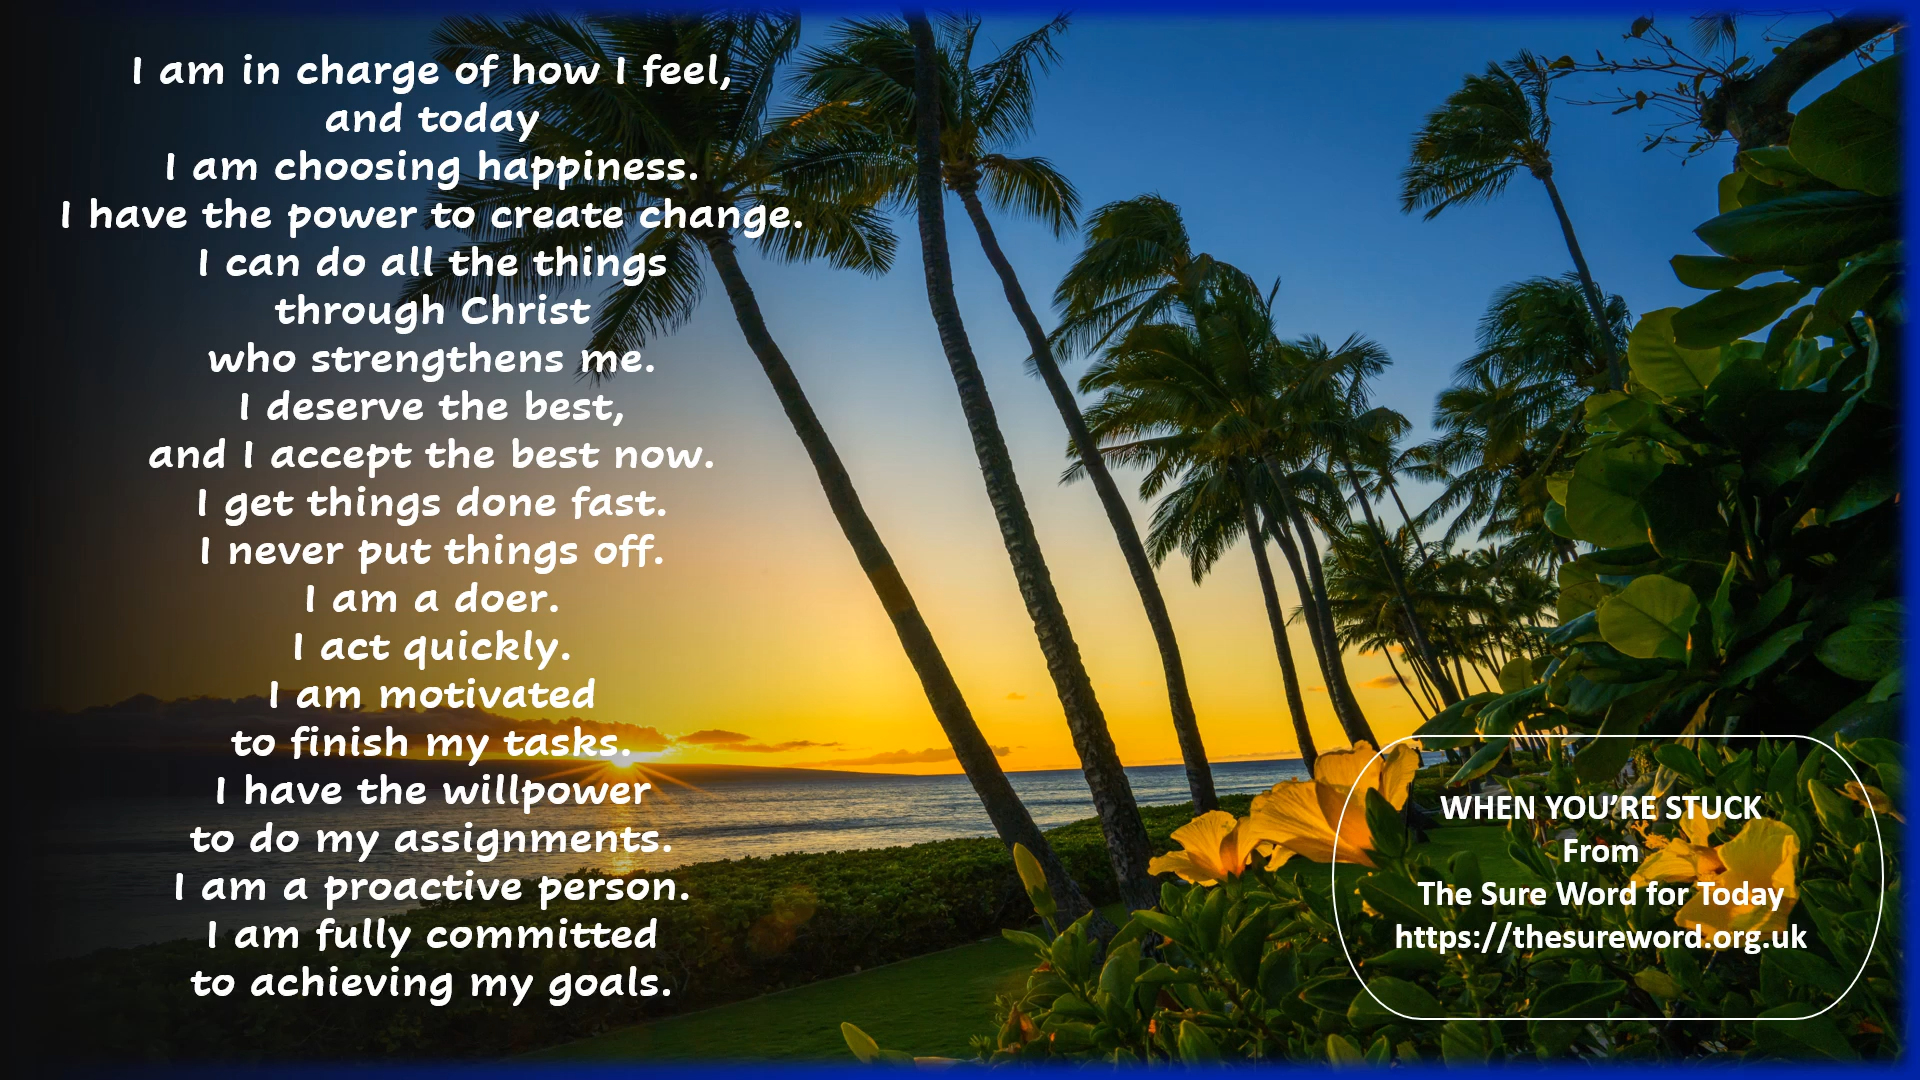 I am in charge of how I feel,
and today
I am choosing happiness.
I have the power to create change.
I can do all the things
through Christ
who strengthens me.
I deserve the best,
and I accept the best now.
I get things done fast.
I never put things off.
I am a doer.
I act quickly.
I am motivated
to finish my tasks.
I have the willpower
to do my assignments.
I am a proactive person.
I am fully committed
to achieving my goals.
WHEN YOU’RE STUCK
From
The Sure Word for Today
https://thesureword.org.uk